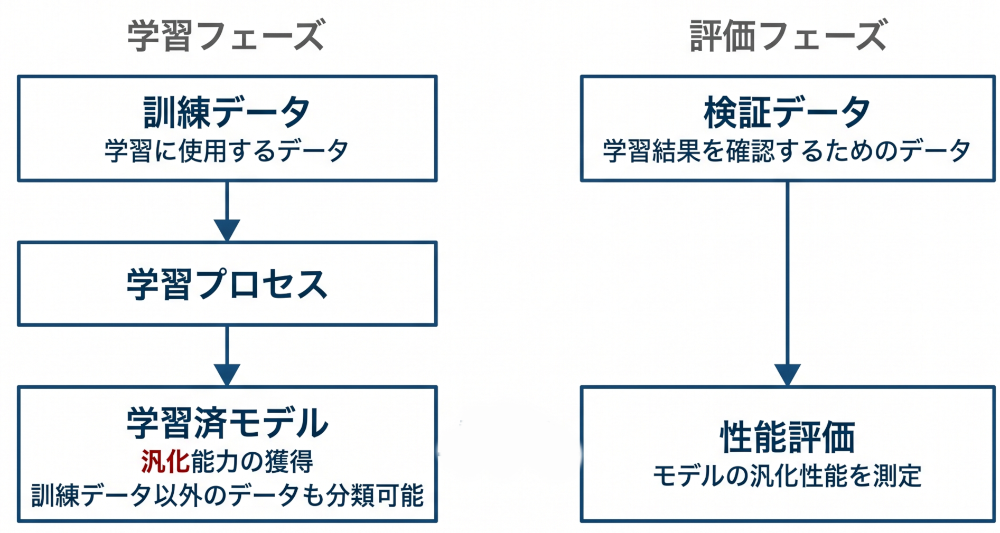 学習フェーズ
訓練データ
学習に使用するデータ
学習プロセス
学習済モデル
汎化能力の獲得
訓練データ以外のデータも分類可能
評価フェーズ
検証データ
学習結果を確認するためのデータ
性能評価
モデルの汎化性能を測定